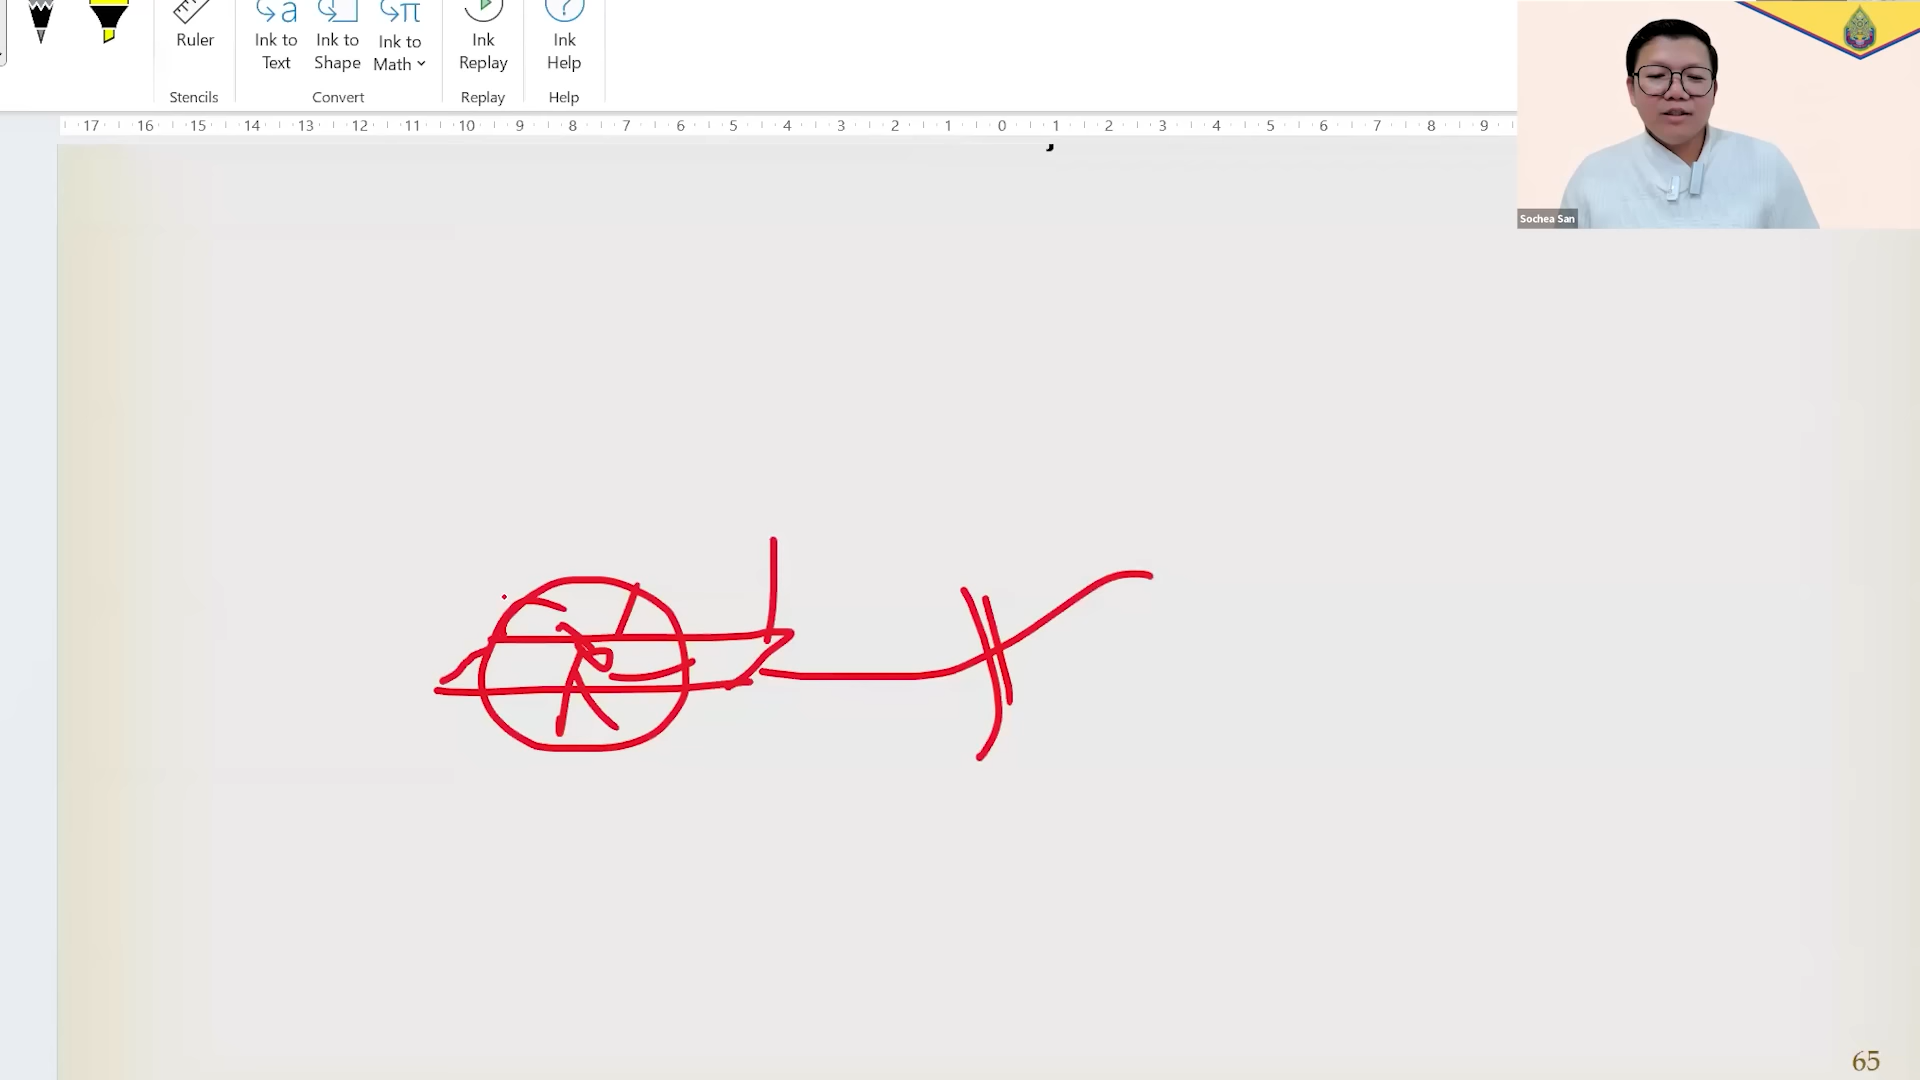 Ruler
Ink to Text
Ink to Shape
Ink to Math
Ink Replay
Ink Help
Stencils
Convert
Replay
Help
17 16 15 14 13 12 11 10 9 8 7 6 5 4 3 2 1 0 1 2 3 4 5 6 7 8 9
Sochea San
65